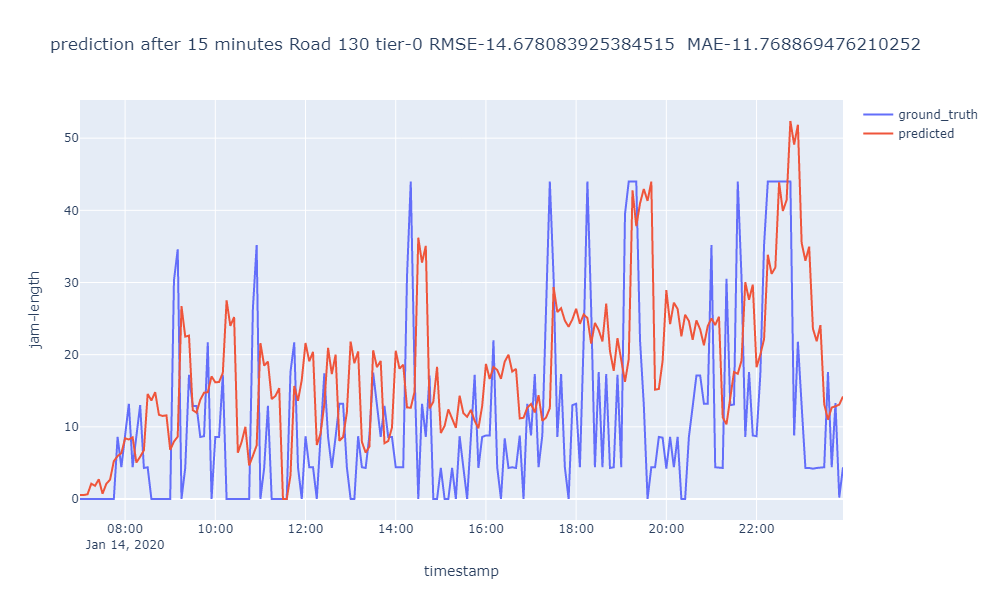 prediction after 15 minutes Road 130 tier-0 RMSE-14.678083925384515  MAE-11.768869476210252
ground_truth
predicted
50
40
30
20
10
0
jam-length
08:00 10:00 12:00 14:00 16:00 18:00 20:00 22:00
Jan 14, 2020
timestamp